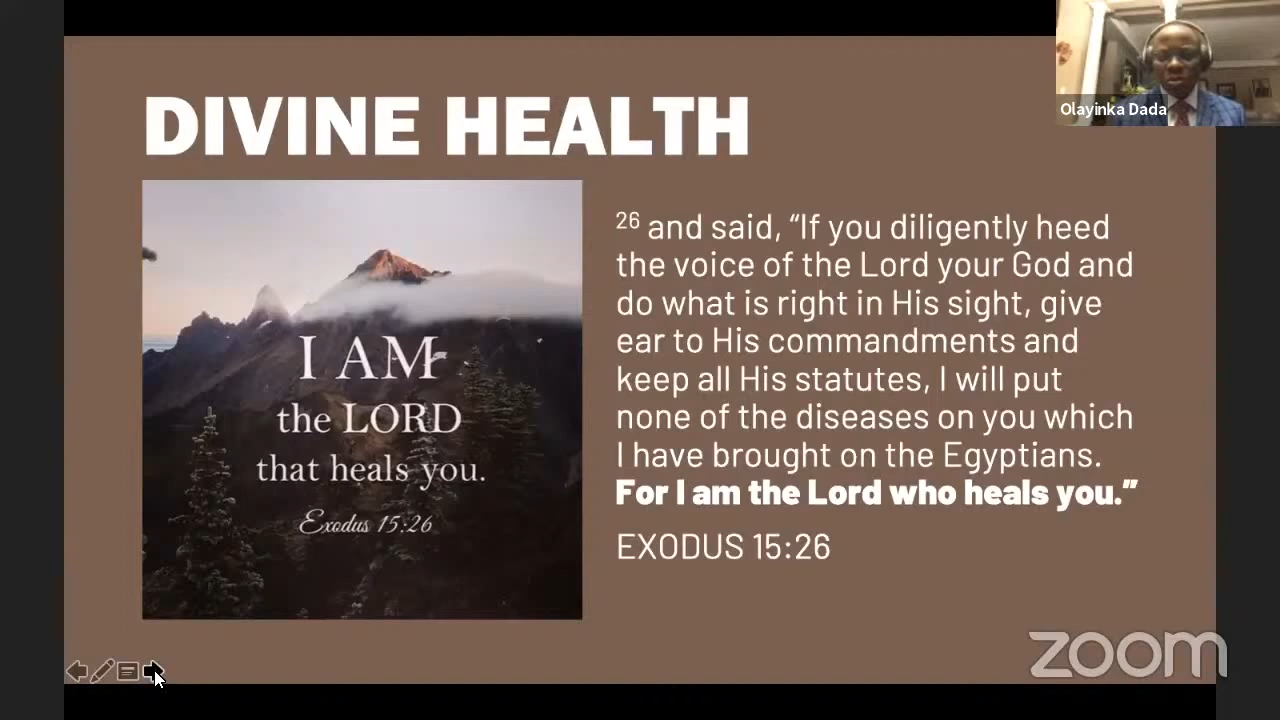 Olayinka Dada
DIVINE HEALTH
I AM
the LORD
that heals you.
Exodus 15:26
26 and said, “If you diligently heed
the voice of the Lord your God and
do what is right in His sight, give
ear to His commandments and
keep all His statutes, I will put
none of the diseases on you which
I have brought on the Egyptians.
For I am the Lord who heals you.”
EXODUS 15:26
zoom